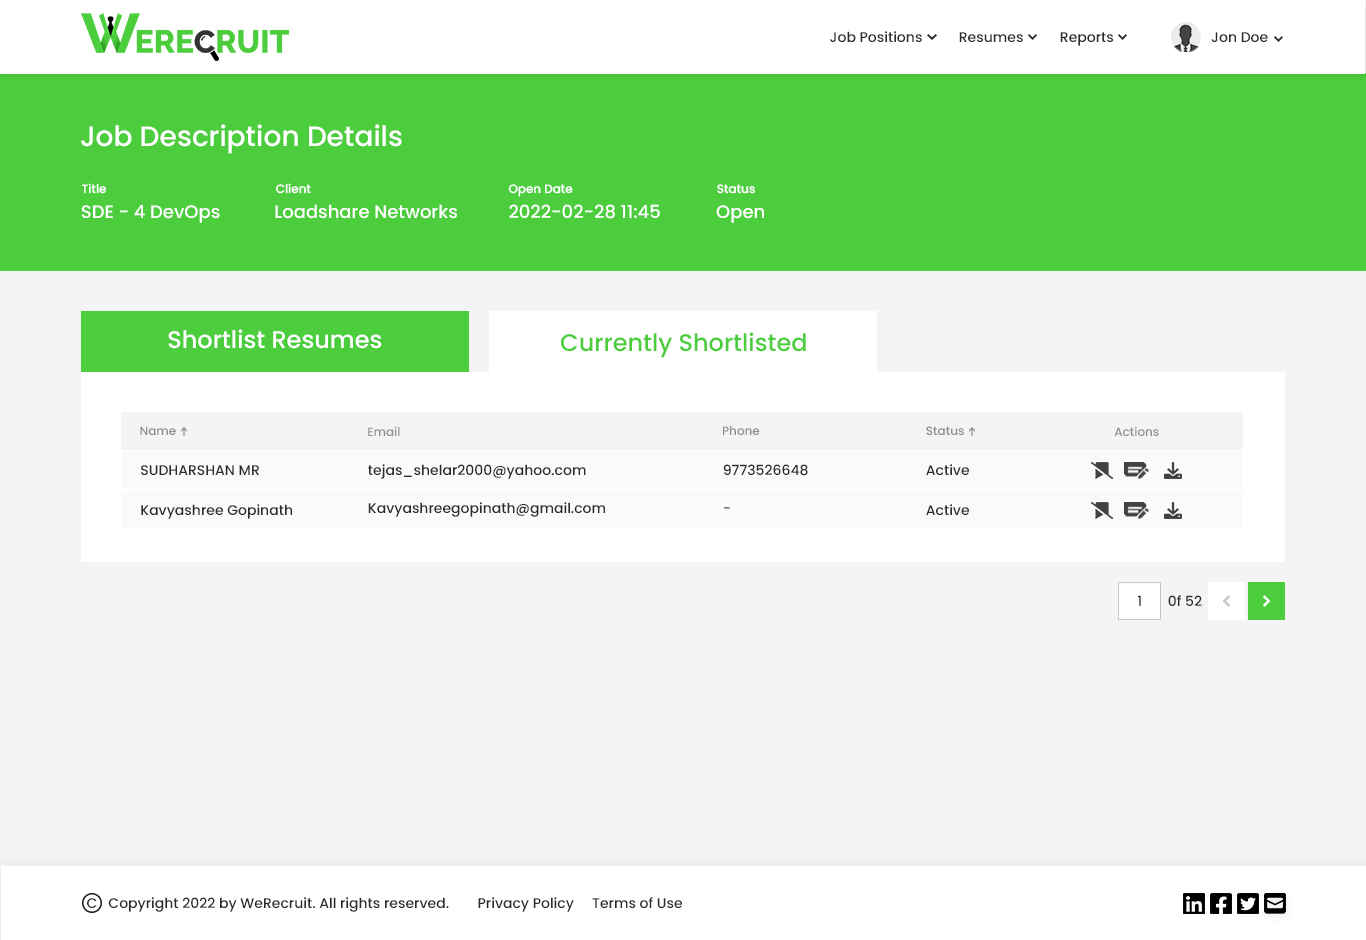 WERECRUIT
Job Positions Resumes Reports Jon Doe
Job Description Details
Title Client Open Date Status
SDE - 4 DevOps Loadshare Networks 2022-02-28 11:45 Open
Shortlist Resumes Currently Shortlisted
Name Email Phone Status Actions
SUDHARSHAN MR tejas_shelar2000@yahoo.com 9773526648 Active
Kavyashree Gopinath Kavyashreegopinath@gmail.com - Active
1 0f 52
© Copyright 2022 by WeRecruit. All rights reserved. Privacy Policy Terms of Use